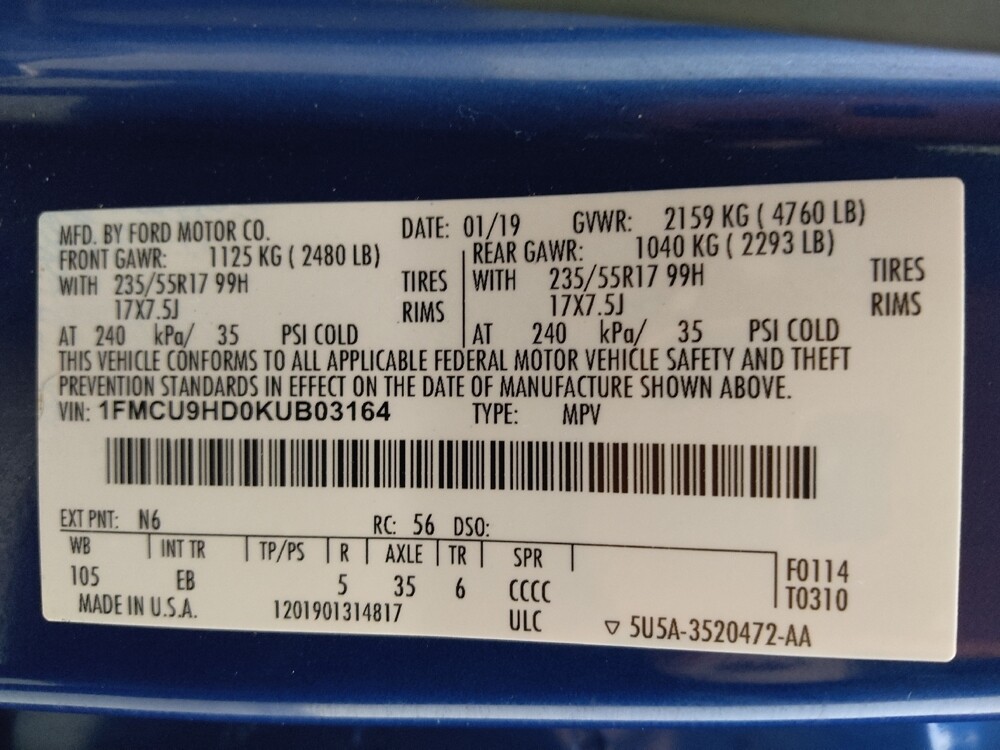 MFD. BY FORD MOTOR CO. DATE: 01/19 GVWR: 2159 KG ( 4760 LB)
FRONT GAWR: 1125 KG ( 2480 LB) REAR GAWR: 1040 KG ( 2293 LB)
WITH 235/55R17 99H TIRES WITH 235/55R17 99H TIRES
17X7.5J RIMS 17X7.5J RIMS
AT 240 kPa/ 35 PSI COLD AT 240 kPa/ 35 PSI COLD
THIS VEHICLE CONFORMS TO ALL APPLICABLE FEDERAL MOTOR VEHICLE SAFETY AND THEFT
PREVENTION STANDARDS IN EFFECT ON THE DATE OF MANUFACTURE SHOWN ABOVE.
VIN: 1FMCU9HD0KUB03164 TYPE: MPV
EXT PNT: N6 RC: 56 DSO:
WB INT TR TP/PS R AXLE TR SPR
105 EB 5 35 6 CCCC F0114
T0310
MADE IN U.S.A. 1201901314817 ULC ▽ 5U5A-3520472-AA